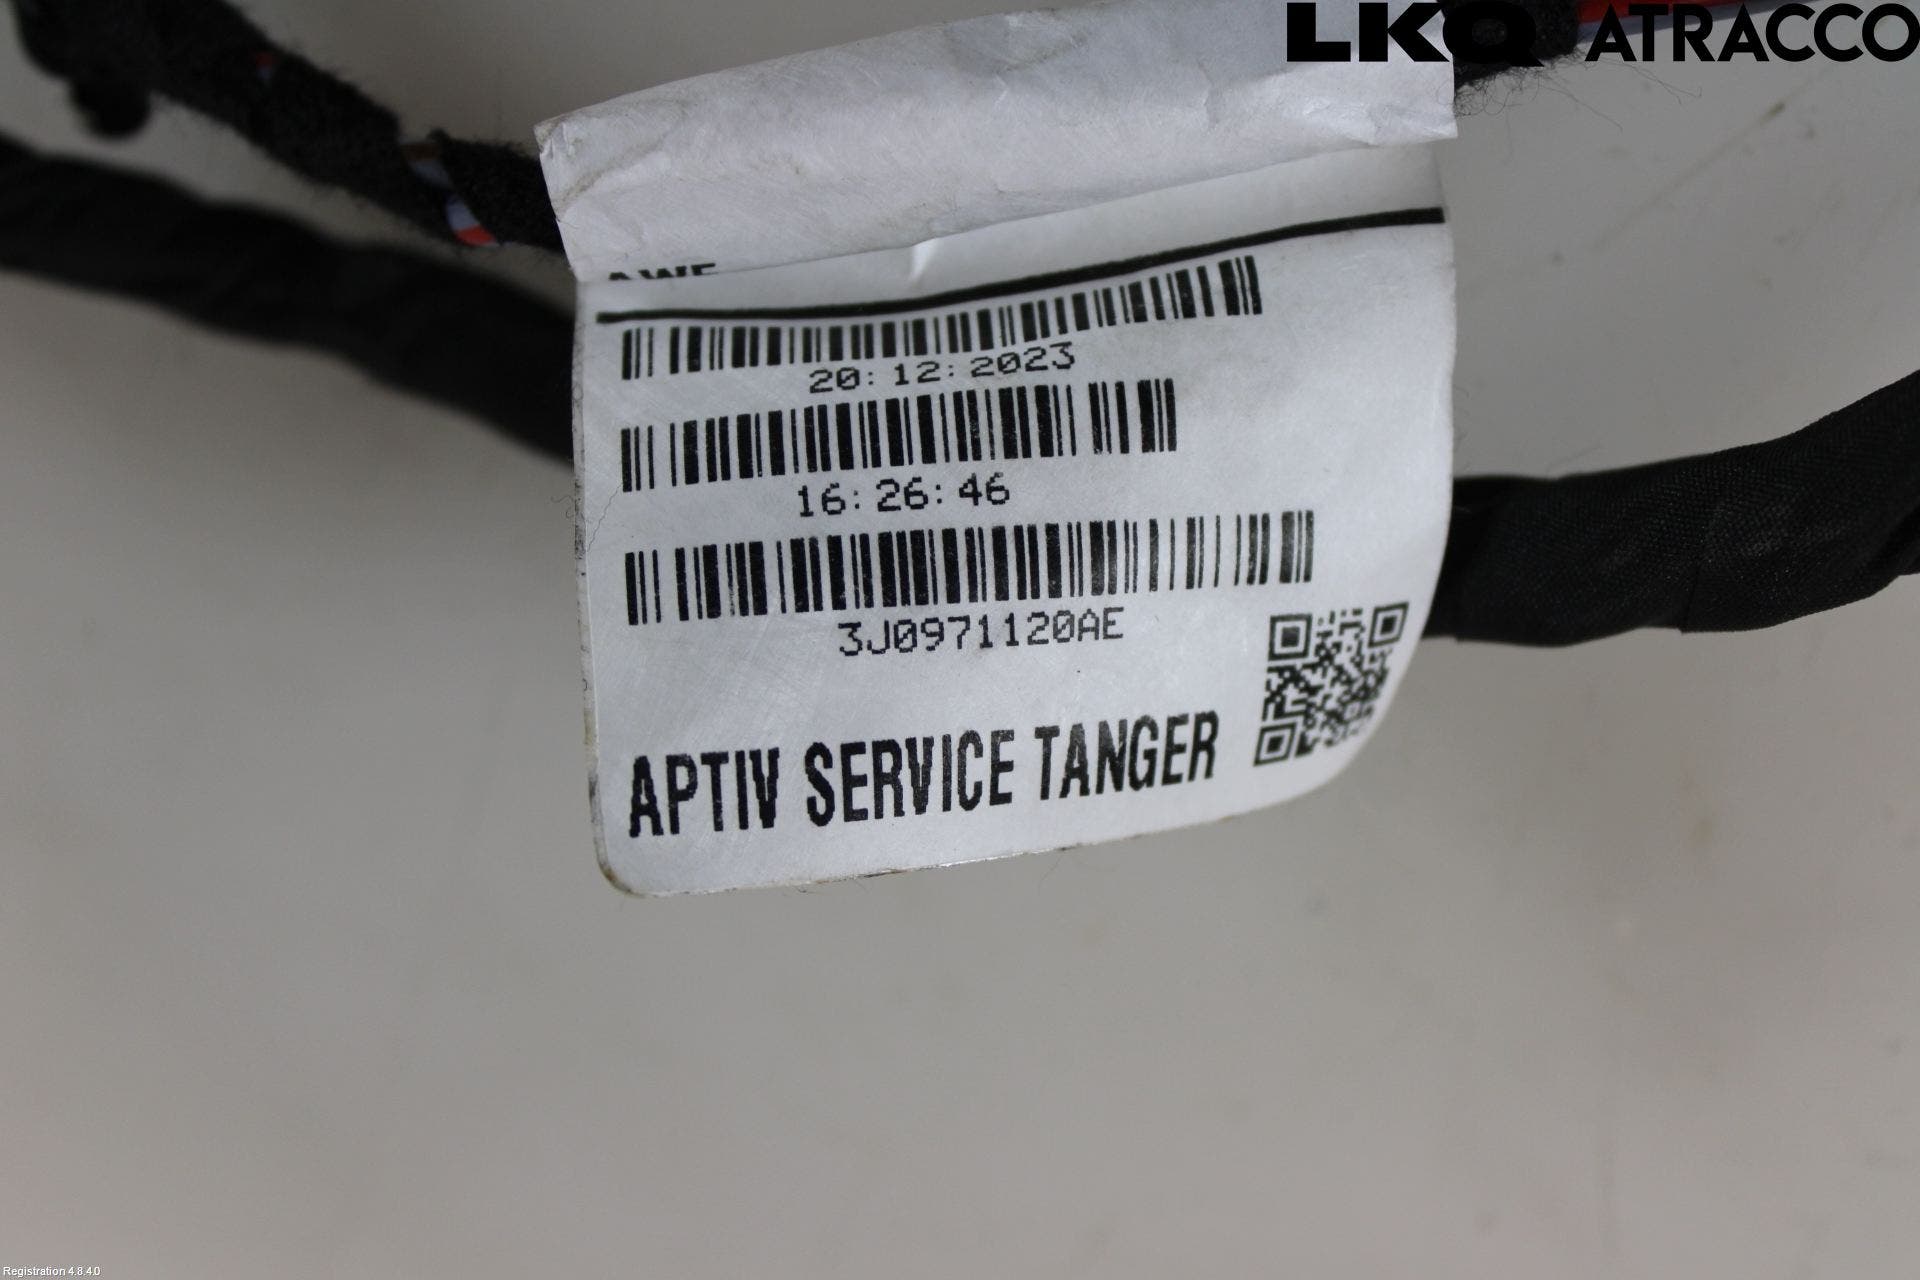 LKQ ATRACCO
20:12:2023
16:26:46
3J0971120AE
APTIV SERVICE TANGER
Registration 4.8.4.0